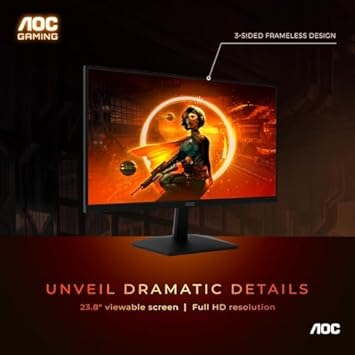 AOC
GAMING
3-SIDED FRAMELESS DESIGN
AOC
UNVEIL DRAMATIC DETAILS
23.8" viewable screen | Full HD resolution
AOC